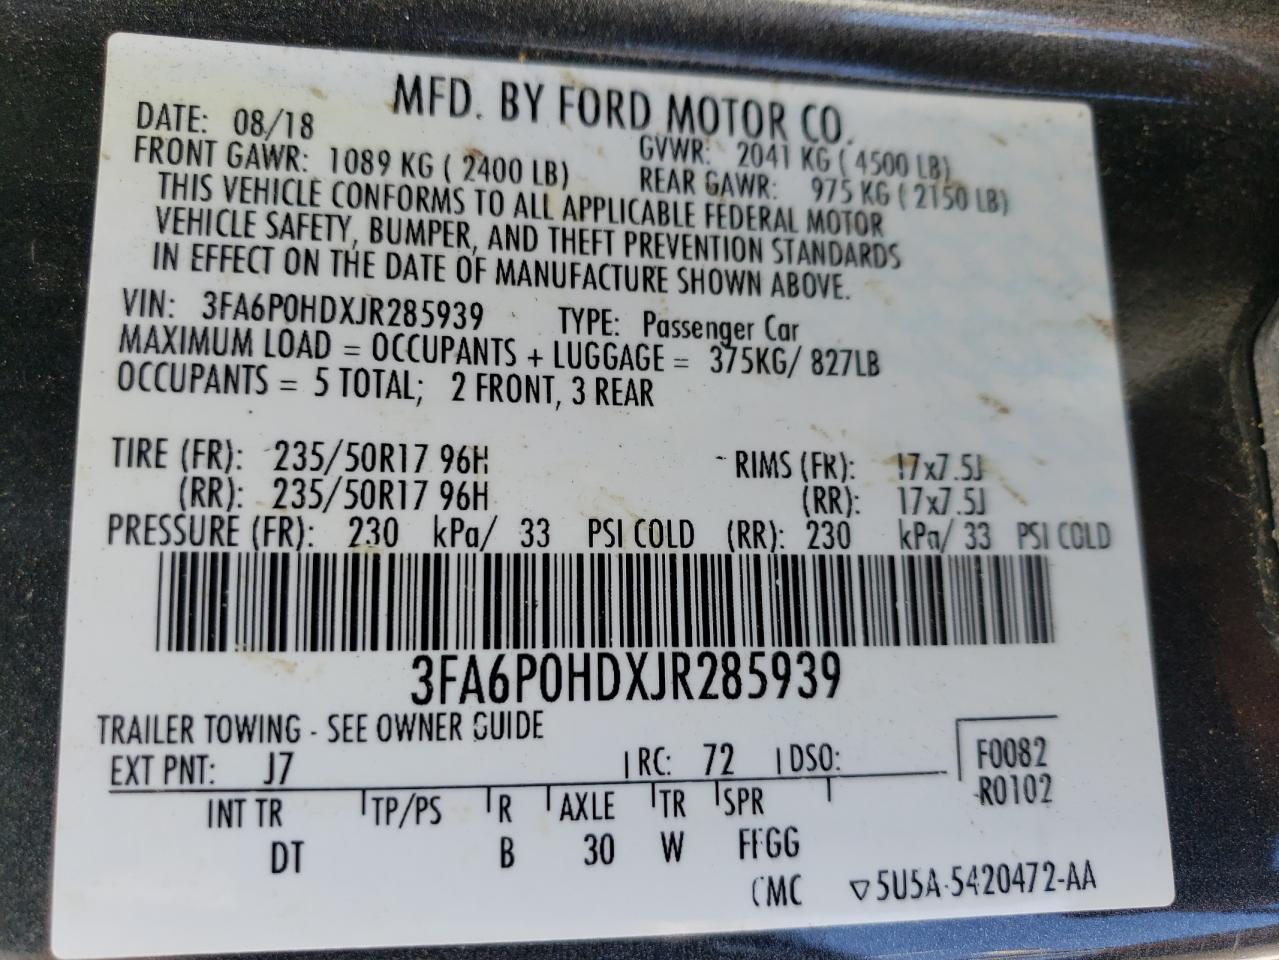 MFD. BY FORD MOTOR CO.
DATE: 08/18 GVWR: 2041 KG ( 4500 LB)
FRONT GAWR: 1089 KG ( 2400 LB) REAR GAWR: 975 KG ( 2150 LB)
THIS VEHICLE CONFORMS TO ALL APPLICABLE FEDERAL MOTOR
VEHICLE SAFETY, BUMPER, AND THEFT PREVENTION STANDARDS
IN EFFECT ON THE DATE OF MANUFACTURE SHOWN ABOVE.
VIN: 3FA6P0HDXJR285939 TYPE: Passenger Car
MAXIMUM LOAD = OCCUPANTS + LUGGAGE = 375KG/ 827LB
OCCUPANTS = 5 TOTAL; 2 FRONT, 3 REAR
TIRE (FR): 235/50R17 96H RIMS (FR): 17x7.5J
(RR): 235/50R17 96H (RR): 17x7.5J
PRESSURE (FR): 230 kPa/ 33 PSI COLD (RR): 230 kPa/ 33 PSI COLD
3FA6P0HDXJR285939
TRAILER TOWING - SEE OWNER GUIDE
EXT PNT: J7 RC: 72 DSO: F0082
R0102
INT TR TP/PS R AXLE TR SPR
DT B 30 W FFGG
CMC 5U5A-5420472-AA